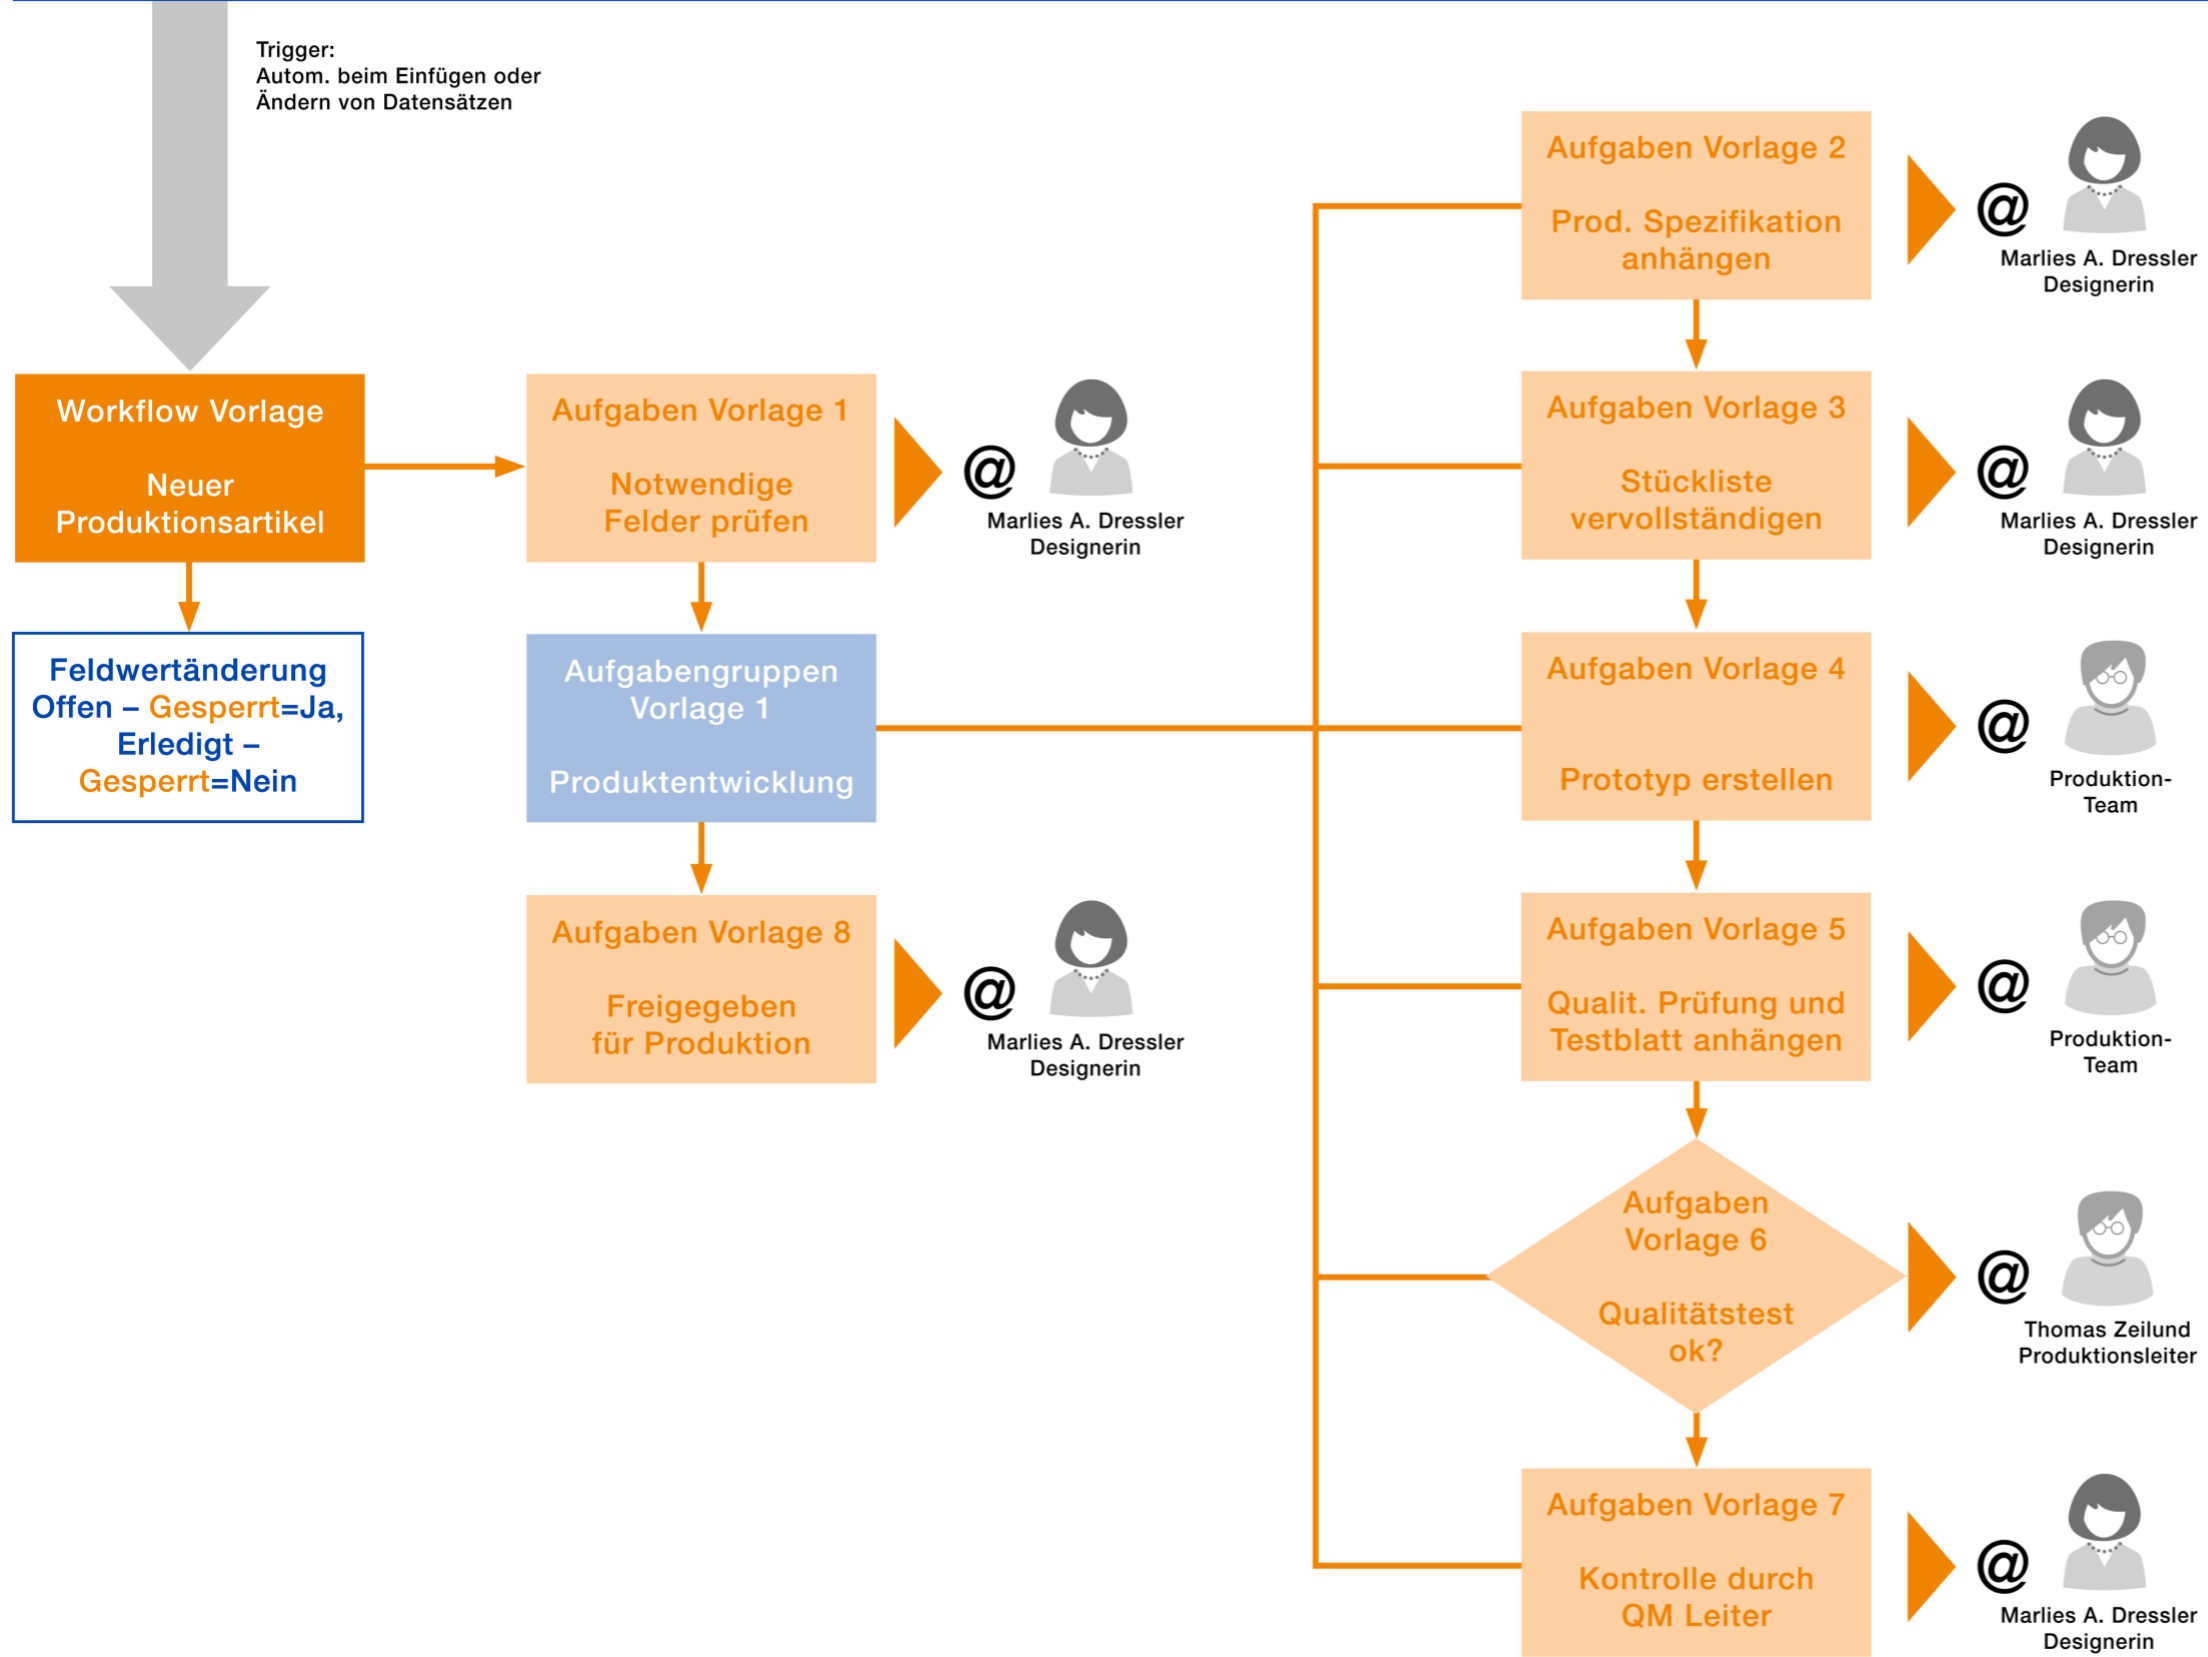 Trigger:
Autom. beim Einfügen oder
Ändern von Datensätzen
Workflow Vorlage
Neuer
Produktionsartikel
Feldwertänderung
Offen – Gesperrt=Ja,
Erledigt –
Gesperrt=Nein
Aufgaben Vorlage 1
Notwendige
Felder prüfen
@
Marlies A. Dressler
Designerin
Aufgabengruppen
Vorlage 1
Produktentwicklung
Aufgaben Vorlage 8
Freigegeben
für Produktion
@
Marlies A. Dressler
Designerin
Aufgaben Vorlage 2
Prod. Spezifikation
anhängen
@
Marlies A. Dressler
Designerin
Aufgaben Vorlage 3
Stückliste
vervollständigen
@
Marlies A. Dressler
Designerin
Aufgaben Vorlage 4
Prototyp erstellen
@
Produktion-
Team
Aufgaben Vorlage 5
Qualit. Prüfung und
Testblatt anhängen
@
Produktion-
Team
Aufgaben
Vorlage 6
Qualitätstest
ok?
@
Thomas Zeilund
Produktionsleiter
Aufgaben Vorlage 7
Kontrolle durch
QM Leiter
@
Marlies A. Dressler
Designerin